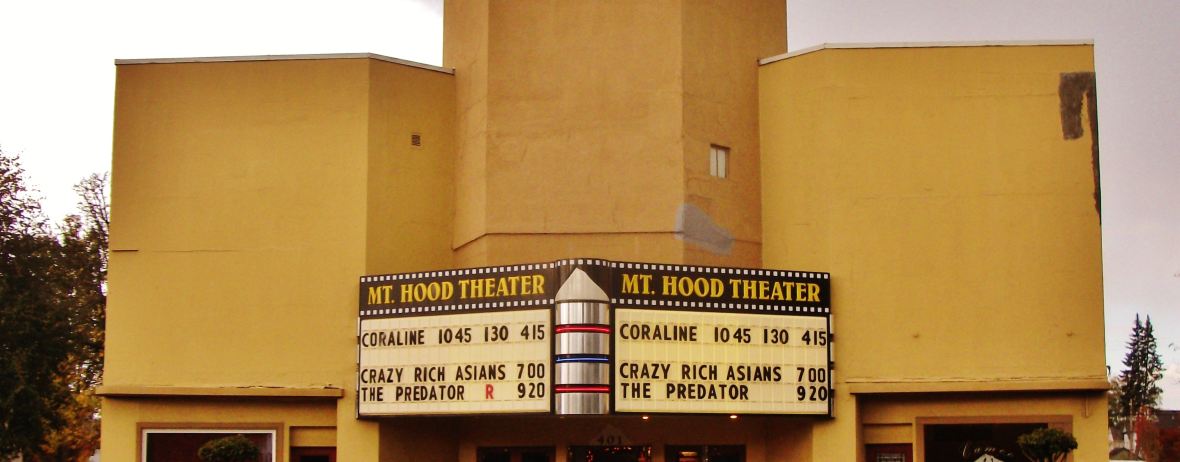 MT. HOOD THEATER
CORALINE 1045 130 415
CRAZY RICH ASIANS 700
THE PREDATOR R 920
MT. HOOD THEATER
CORALINE 1045 130 415
CRAZY RICH ASIANS 700
THE PREDATOR 920
401